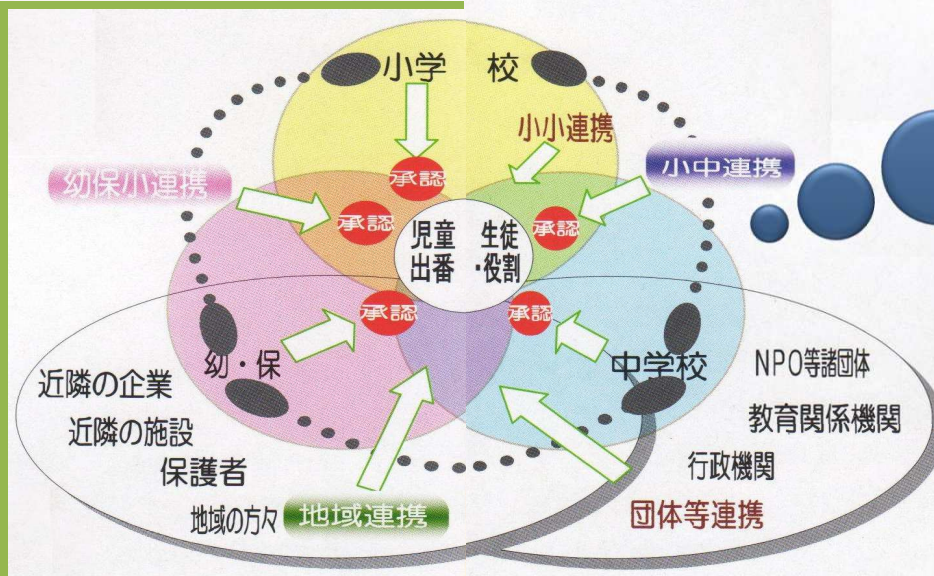 小学校
小小連携
幼保小連携
小中連携
承認
承認
承認
児童 生徒
出番・役割
承認
承認
幼・保
中学校
近隣の企業
近隣の施設
保護者
地域の方々
地域連携
NPO等諸団体
教育関係機関
行政機関
団体等連携